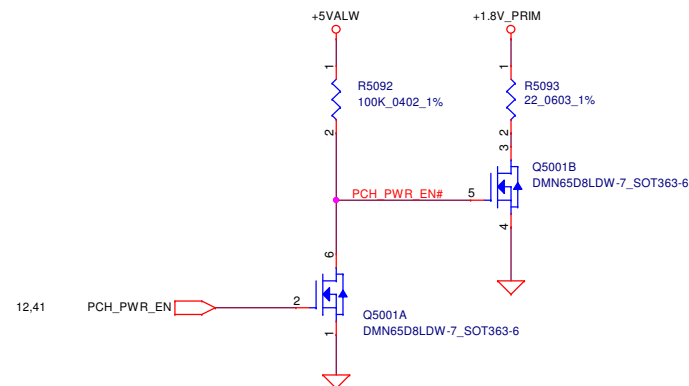 +5VALW
+1.8V_PRIM
1
1
R5092
100K_0402_1%
R5093
22_0603_1%
2
2
3
Q5001B
DMN65D8LDW-7_SOT363-6
PCH_PWR_EN#
5
4
6
12,41
PCH_PWR_EN
2
Q5001A
DMN65D8LDW-7_SOT363-6
1